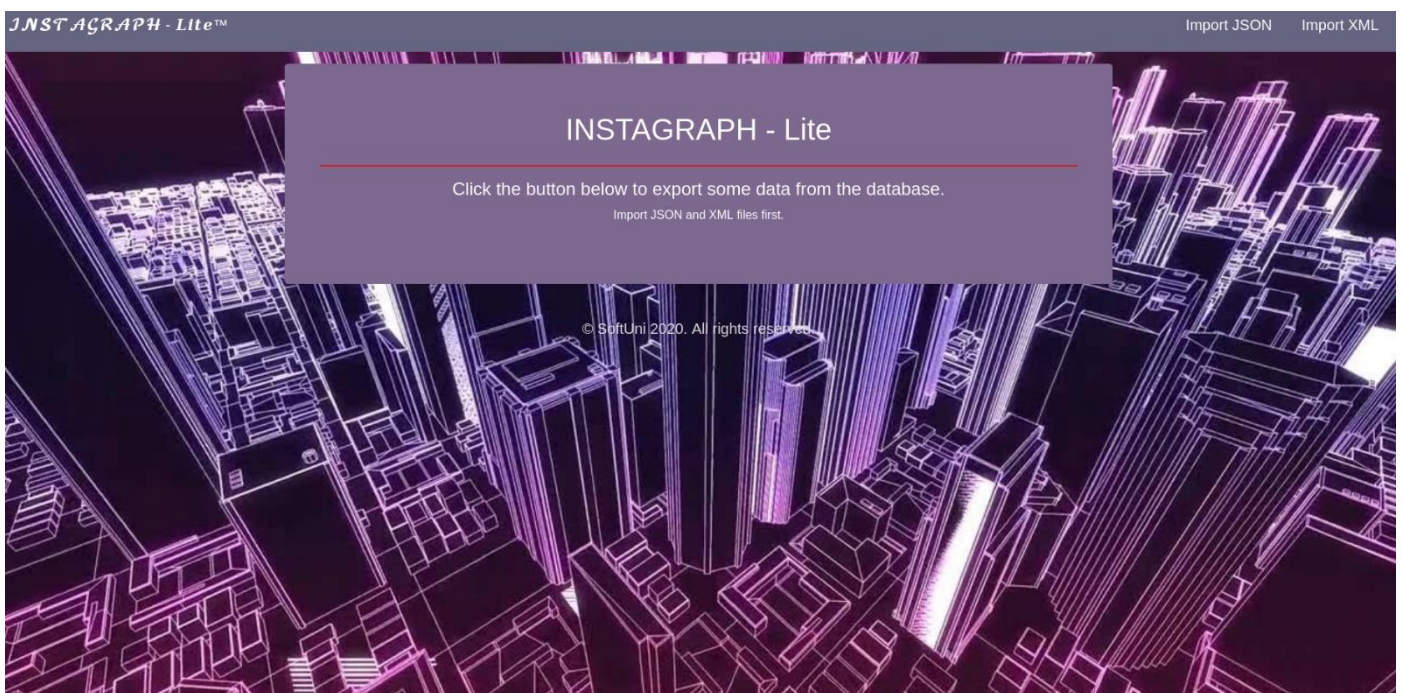 INSTAGRAPH - Lite™
Import JSON Import XML
INSTAGRAPH - Lite
Click the button below to export some data from the database.
Import JSON and XML files first.
© SoftUni 2020. All rights reserved